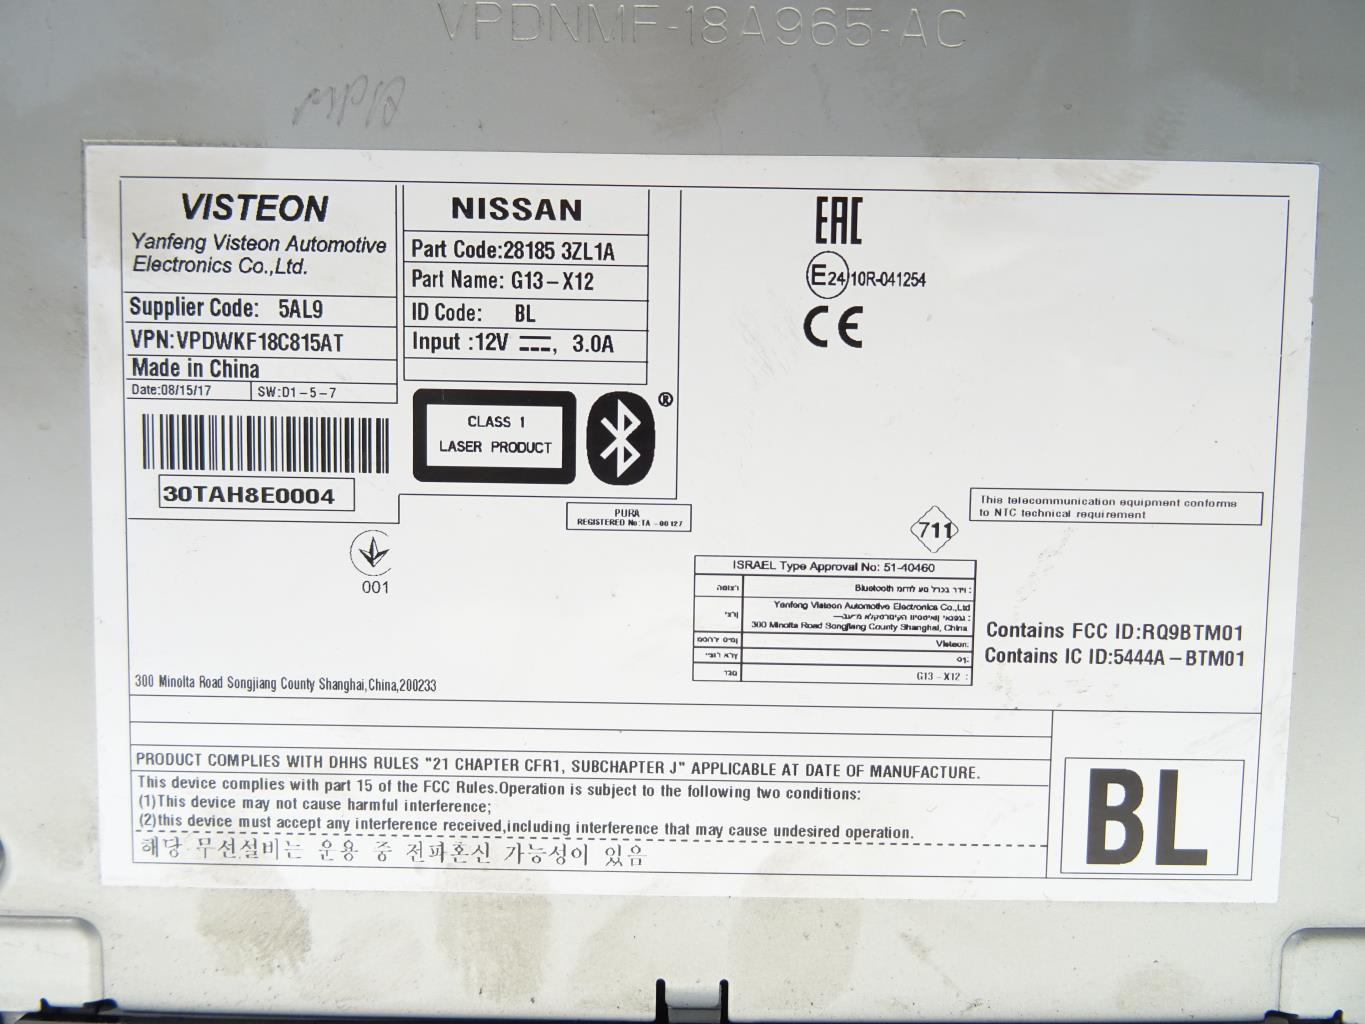 VPDNMF-18A965-AC
VISTEON
Yanfeng Visteon Automotive
Electronics Co.,Ltd.
Supplier Code: 5AL9
VPN:VPDWKF18C815AT
Made in China
Date:08/15/17 SW:D1-5-7
30TAH8E0004
NISSAN
Part Code:28185 3ZL1A
Part Name: G13-X12
ID Code: BL
Input :12V ⎓, 3.0A
CLASS 1
LASER PRODUCT
®
EAC
E24 10R-041254
CE
PURA
REGISTERED No:TA-00127
001
711
This telecommunication equipment conforms
to NTC technical requirement
ISRAEL Type Approval No: 51-40460
Bluetooth
Yanfeng Visteon Automotive Electronics Co.,Ltd
300 Minolta Road Songjiang County Shanghai, China
Visteon:
G13-X12 :
Contains FCC ID:RQ9BTM01
Contains IC ID:5444A-BTM01
300 Minolta Road Songjiang County Shanghai,China,200233
PRODUCT COMPLIES WITH DHHS RULES "21 CHAPTER CFR1, SUBCHAPTER J" APPLICABLE AT DATE OF MANUFACTURE.
This device complies with part 15 of the FCC Rules.Operation is subject to the following two conditions:
(1)This device may not cause harmful interference;
(2)this device must accept any interference received,including interference that may cause undesired operation.
해당 무선설비는 운용 중 전파혼신 가능성이 있음
BL